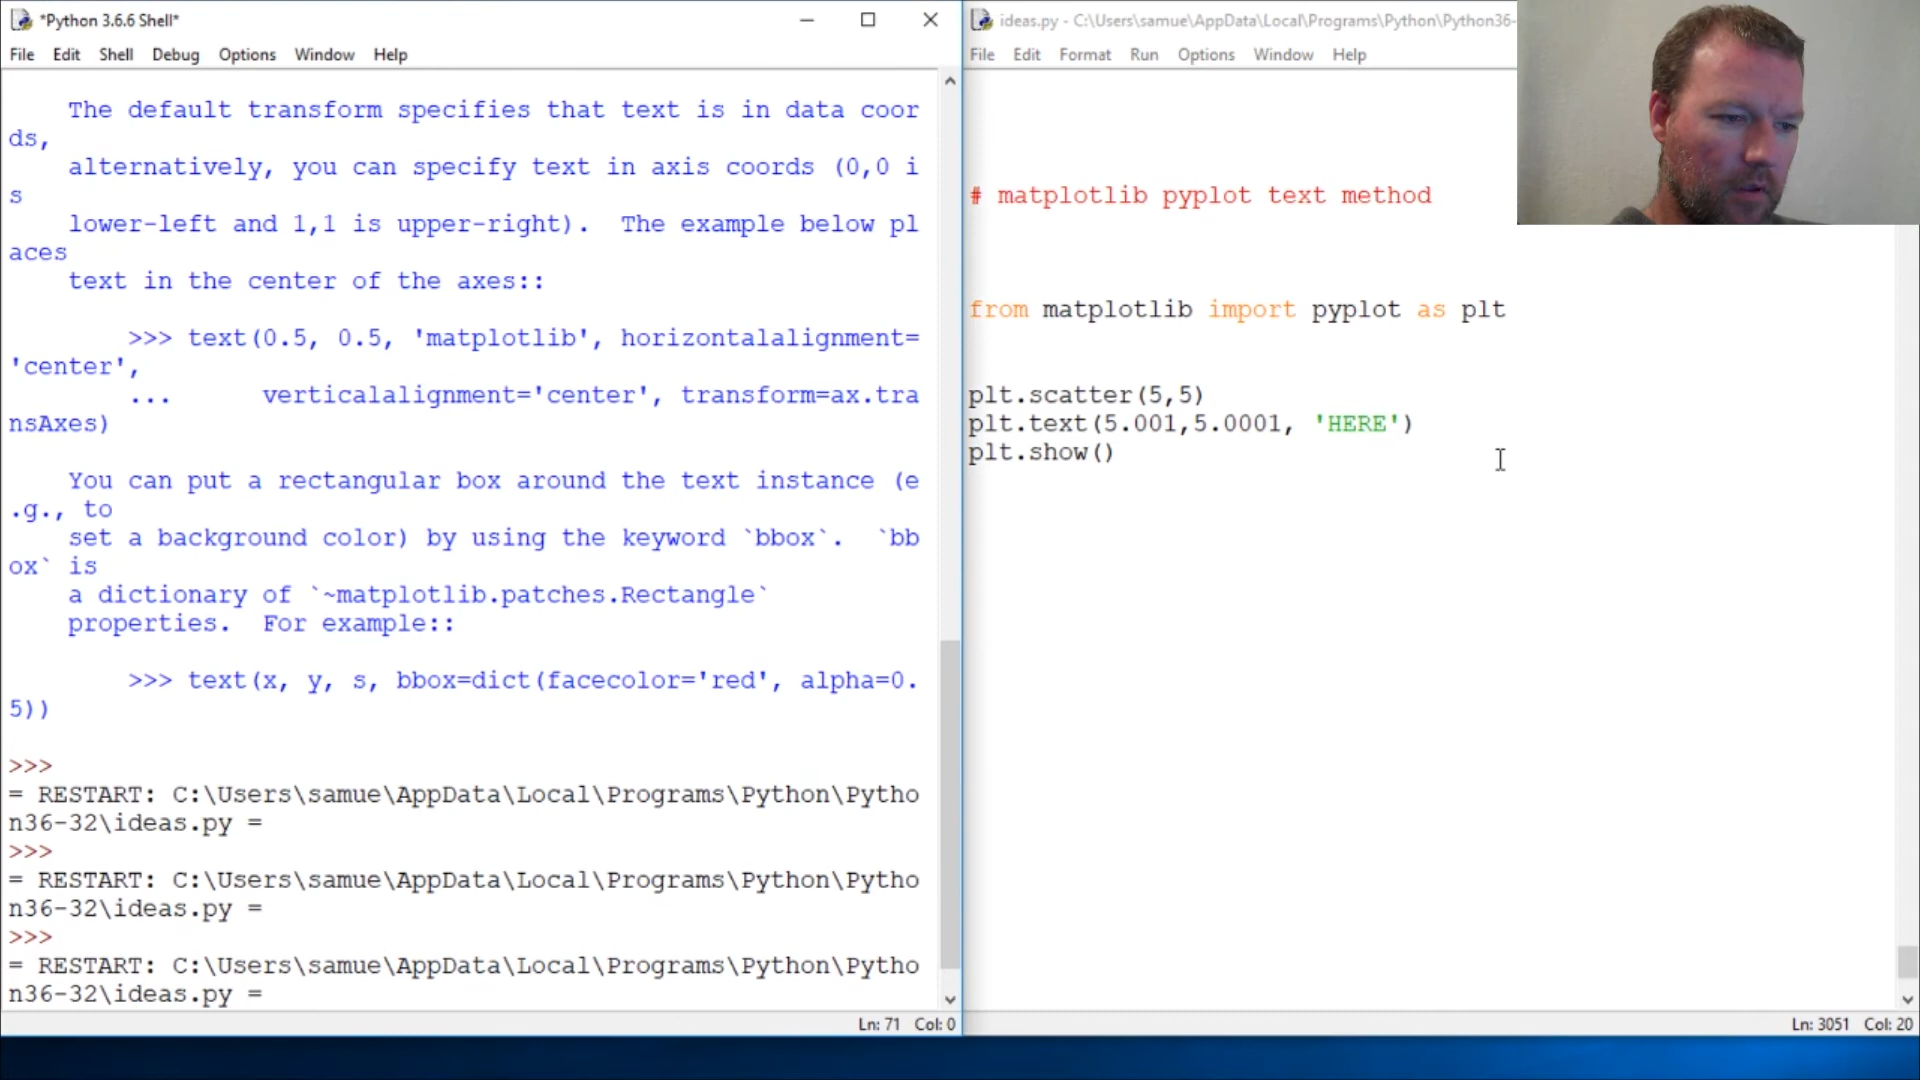 *Python 3.6.6 Shell*
File Edit Shell Debug Options Window Help
The default transform specifies that text is in data coor
ds,
alternatively, you can specify text in axis coords (0,0 i
s
lower-left and 1,1 is upper-right).  The example below pl
aces
text in the center of the axes::
>>> text(0.5, 0.5, 'matplotlib', horizontalalignment=
'center',
...      verticalalignment='center', transform=ax.tra
nsAxes)
You can put a rectangular box around the text instance (e
.g., to
set a background color) by using the keyword `bbox`.  `bb
ox` is
a dictionary of `~matplotlib.patches.Rectangle`
properties.  For example::
>>> text(x, y, s, bbox=dict(facecolor='red', alpha=0.
5))
>>>
= RESTART: C:\Users\samue\AppData\Local\Programs\Python\Pytho
n36-32\ideas.py =
>>>
= RESTART: C:\Users\samue\AppData\Local\Programs\Python\Pytho
n36-32\ideas.py =
>>>
= RESTART: C:\Users\samue\AppData\Local\Programs\Python\Pytho
n36-32\ideas.py =
Ln: 71 Col: 0
ideas.py - C:\Users\samue\AppData\Local\Programs\Python\Python36-
File Edit Format Run Options Window Help
# matplotlib pyplot text method
from matplotlib import pyplot as plt
plt.scatter(5,5)
plt.text(5.001,5.0001, 'HERE')
plt.show()
Ln: 3051 Col: 20